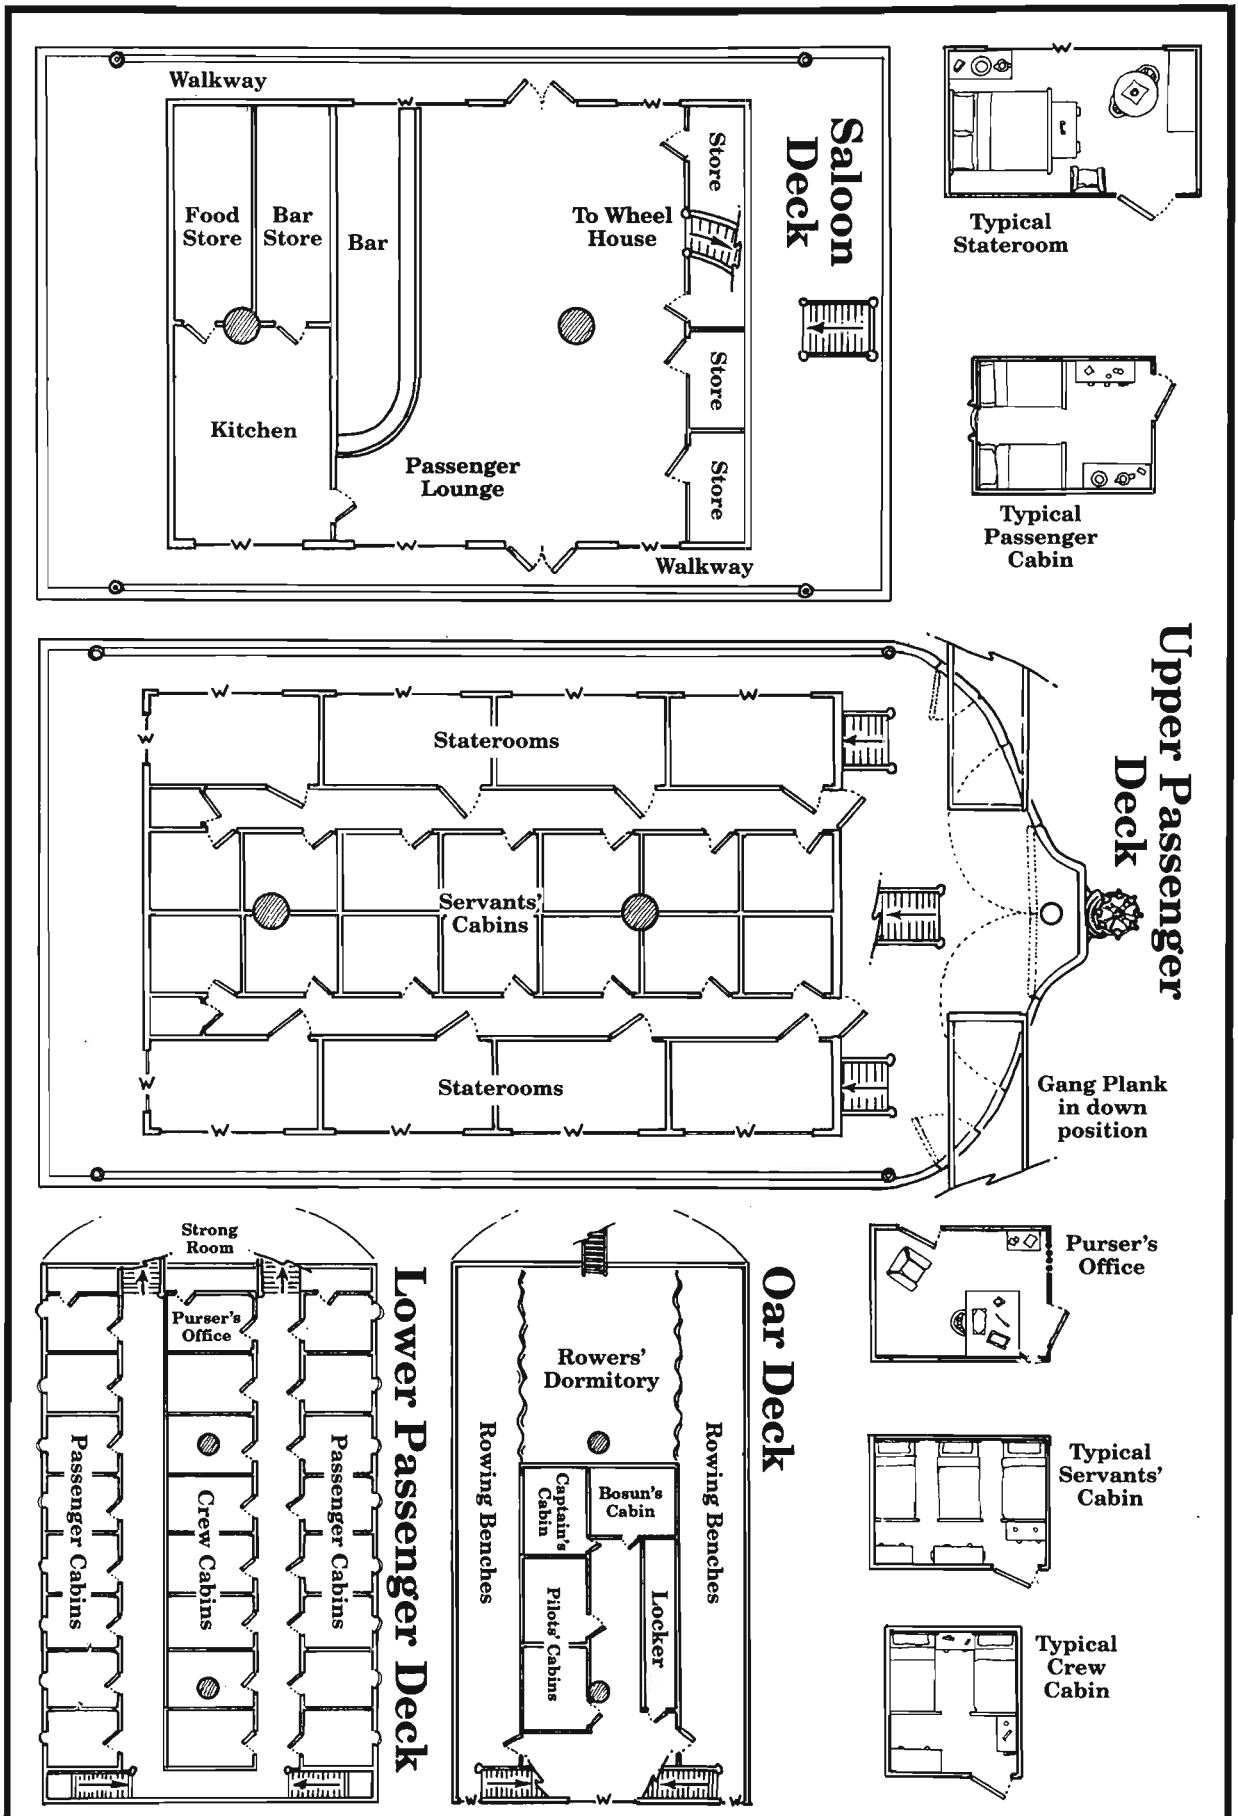 Walkway
Food
Store
Bar
Store
Bar
To Wheel
House
Store
Store
Store
Kitchen
Passenger
Lounge
Walkway
Saloon
Deck
Typical
Stateroom
Typical
Passenger
Cabin
Upper Passenger
Deck
Staterooms
Servants'
Cabins
Staterooms
Gang Plank
in down
position
Strong
Room
Purser's
Office
Passenger Cabins
Crew Cabins
Passenger Cabins
Lower Passenger Deck
Rowers'
Dormitory
Rowing Benches
Captain's
Cabin
Bosun's
Cabin
Pilots' Cabins
Locker
Rowing Benches
Oar Deck
Purser's
Office
Typical
Servants'
Cabin
Typical
Crew
Cabin